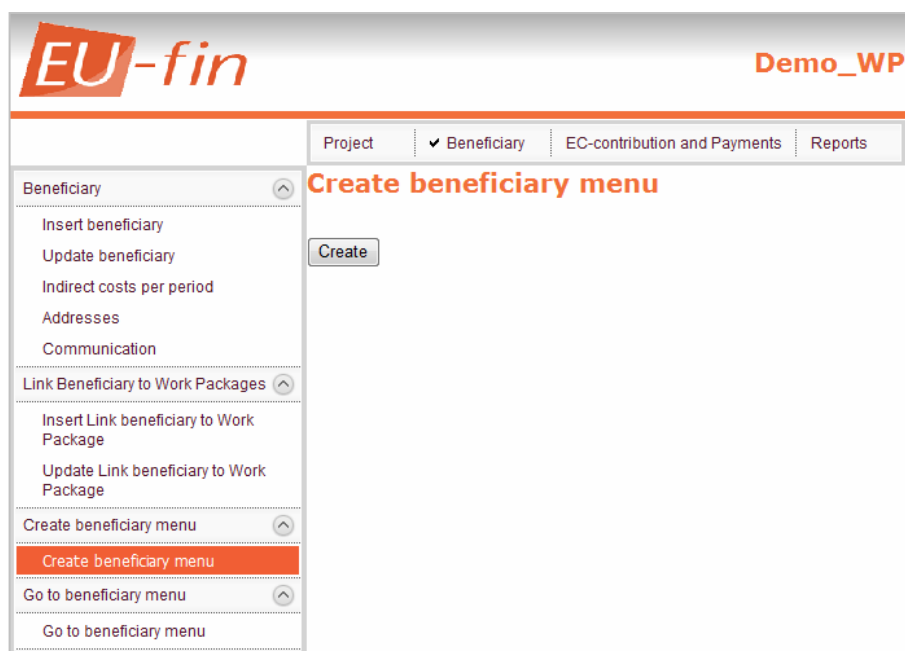 EU-fin
Demo_WP
Project
Beneficiary
EC-contribution and Payments
Reports
Beneficiary
Insert beneficiary
Update beneficiary
Indirect costs per period
Addresses
Communication
Link Beneficiary to Work Packages
Insert Link beneficiary to Work
Package
Update Link beneficiary to Work
Package
Create beneficiary menu
Create beneficiary menu
Go to beneficiary menu
Go to beneficiary menu
Create beneficiary menu
Create